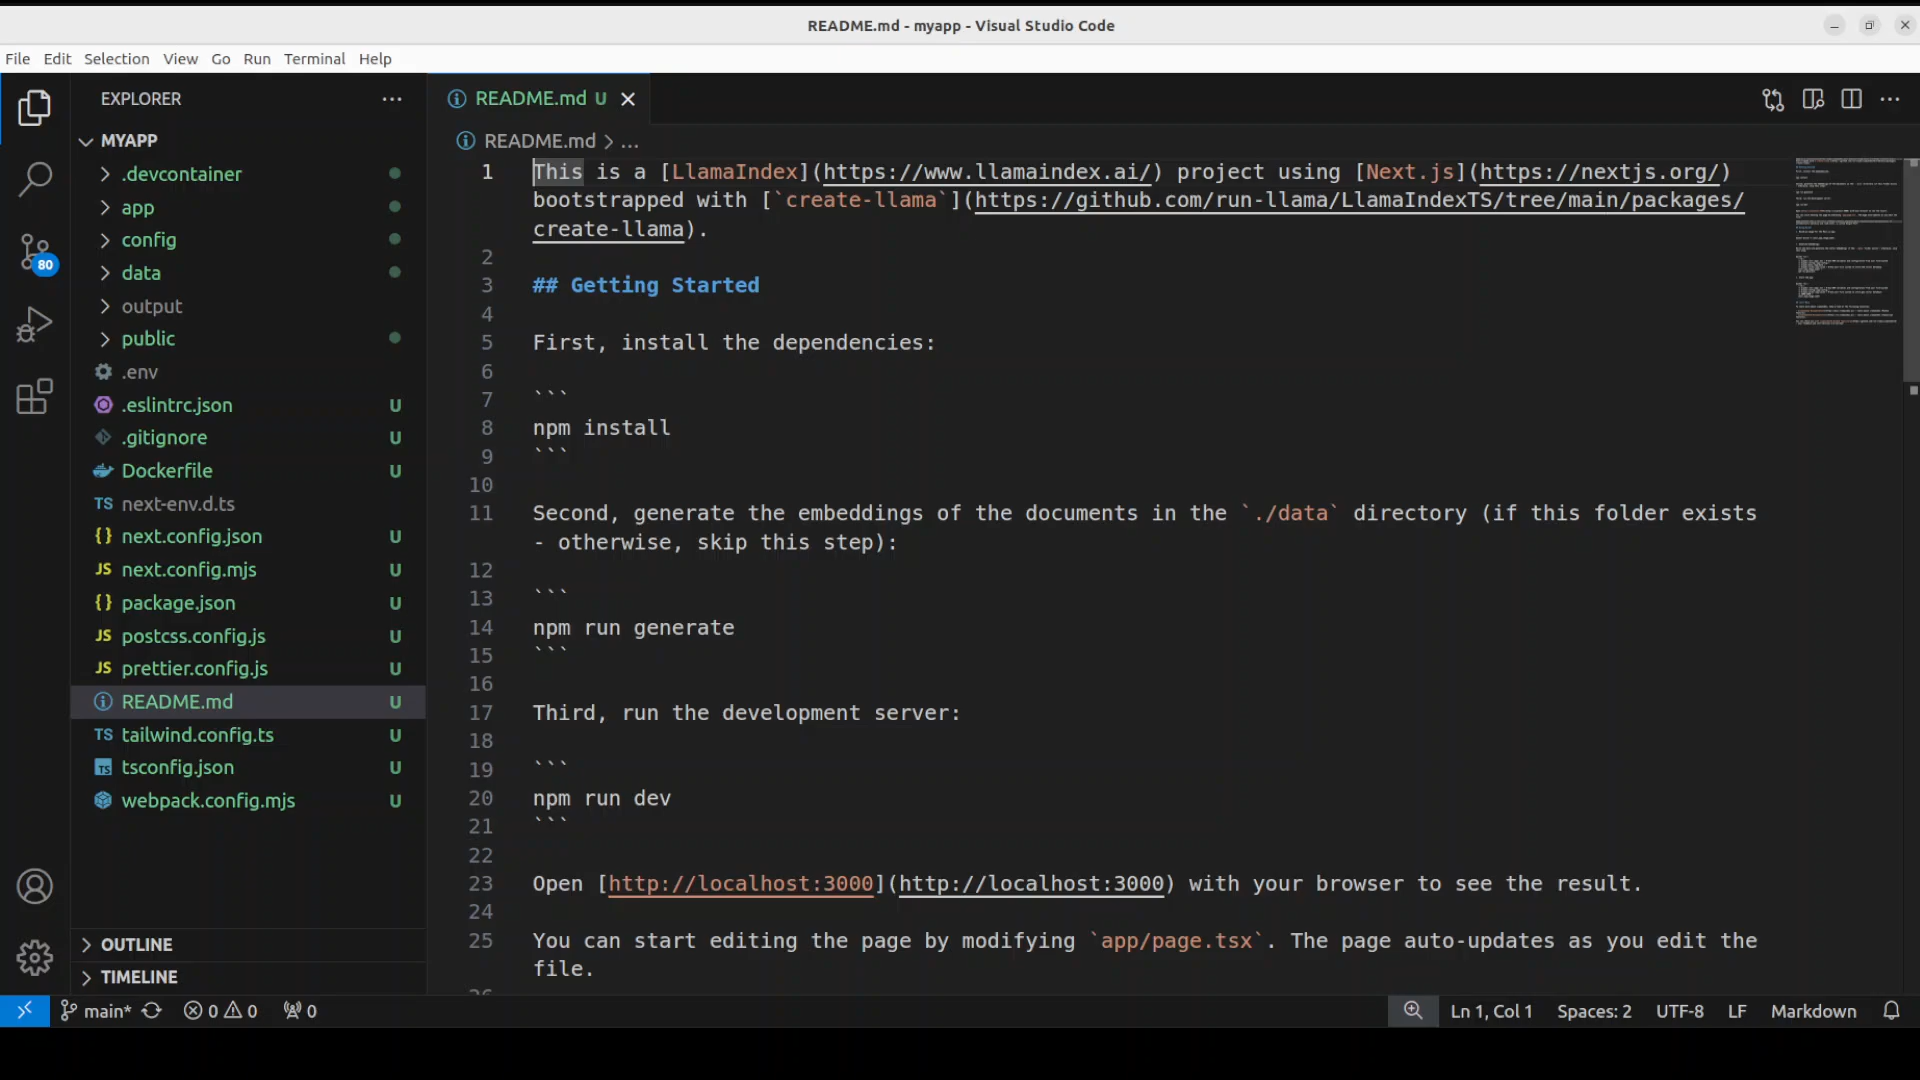 README.md - myapp - Visual Studio Code
File Edit Selection View Go Run Terminal Help
EXPLORER
README.md U
MYAPP
README.md > ...
.devcontainer
app
config
data
output
public
.env
.eslintrc.json U
.gitignore U
Dockerfile U
TS next-env.d.ts
{} next.config.json U
JS next.config.mjs U
{} package.json U
JS postcss.config.js U
JS prettier.config.js U
README.md U
TS tailwind.config.ts U
TS tsconfig.json U
webpack.config.mjs U
OUTLINE
TIMELINE
80
1 This is a [LlamaIndex](https://www.llamaindex.ai/) project using [Next.js](https://nextjs.org/)
bootstrapped with [`create-llama`](https://github.com/run-llama/LlamaIndexTS/tree/main/packages/
create-llama).
2
3 ## Getting Started
4
5 First, install the dependencies:
6
7 ```
8 npm install
9 ```
10
11 Second, generate the embeddings of the documents in the `./data` directory (if this folder exists
- otherwise, skip this step):
12
13 ```
14 npm run generate
15 ```
16
17 Third, run the development server:
18
19 ```
20 npm run dev
21 ```
22
23 Open [http://localhost:3000](http://localhost:3000) with your browser to see the result.
24
25 You can start editing the page by modifying `app/page.tsx`. The page auto-updates as you edit the
file.
main* 0 0 0 Ln 1, Col 1 Spaces: 2 UTF-8 LF Markdown